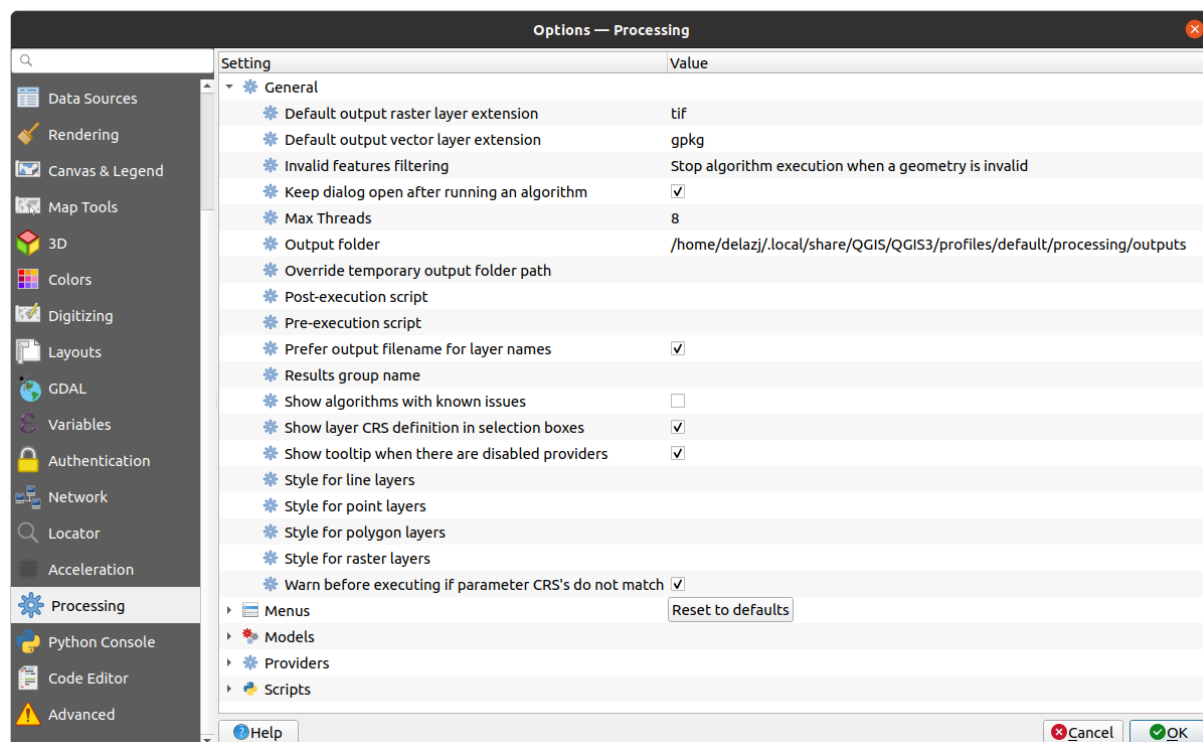 Options — Processing
Setting Value
Data Sources
Rendering
Canvas & Legend
Map Tools
3D
Colors
Digitizing
Layouts
GDAL
Variables
Authentication
Network
Locator
Acceleration
Processing
Python Console
Code Editor
Advanced
General
Default output raster layer extension tif
Default output vector layer extension gpkg
Invalid features filtering Stop algorithm execution when a geometry is invalid
Keep dialog open after running an algorithm
Max Threads 8
Output folder /home/delazj/.local/share/QGIS/QGIS3/profiles/default/processing/outputs
Override temporary output folder path
Post-execution script
Pre-execution script
Prefer output filename for layer names
Results group name
Show algorithms with known issues
Show layer CRS definition in selection boxes
Show tooltip when there are disabled providers
Style for line layers
Style for point layers
Style for polygon layers
Style for raster layers
Warn before executing if parameter CRS's do not match
Menus Reset to defaults
Models
Providers
Scripts
Help Cancel OK